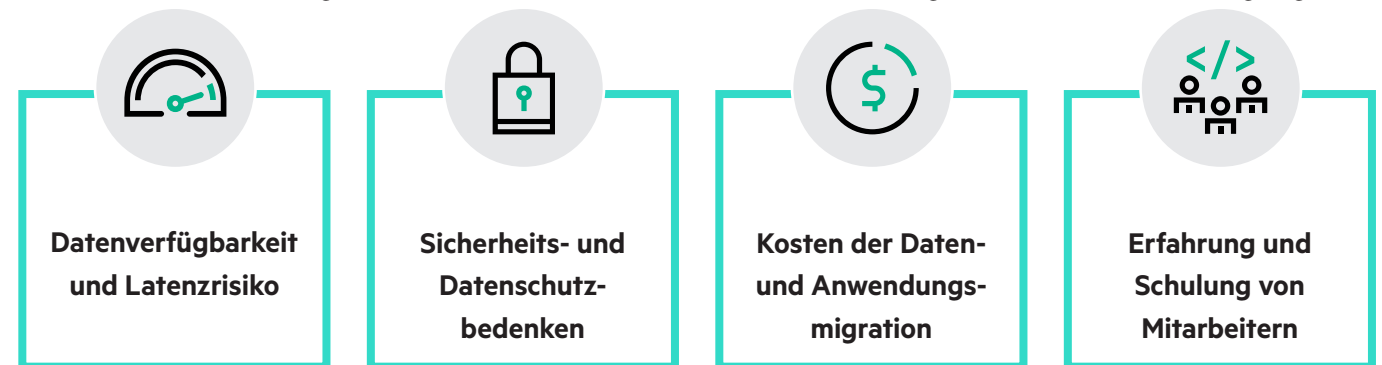 Datenverfügbarkeit
und Latenzrisiko
Sicherheits- und
Datenschutz-
bedenken
Kosten der Daten-
und Anwendungs-
migration
Erfahrung und
Schulung von
Mitarbeitern